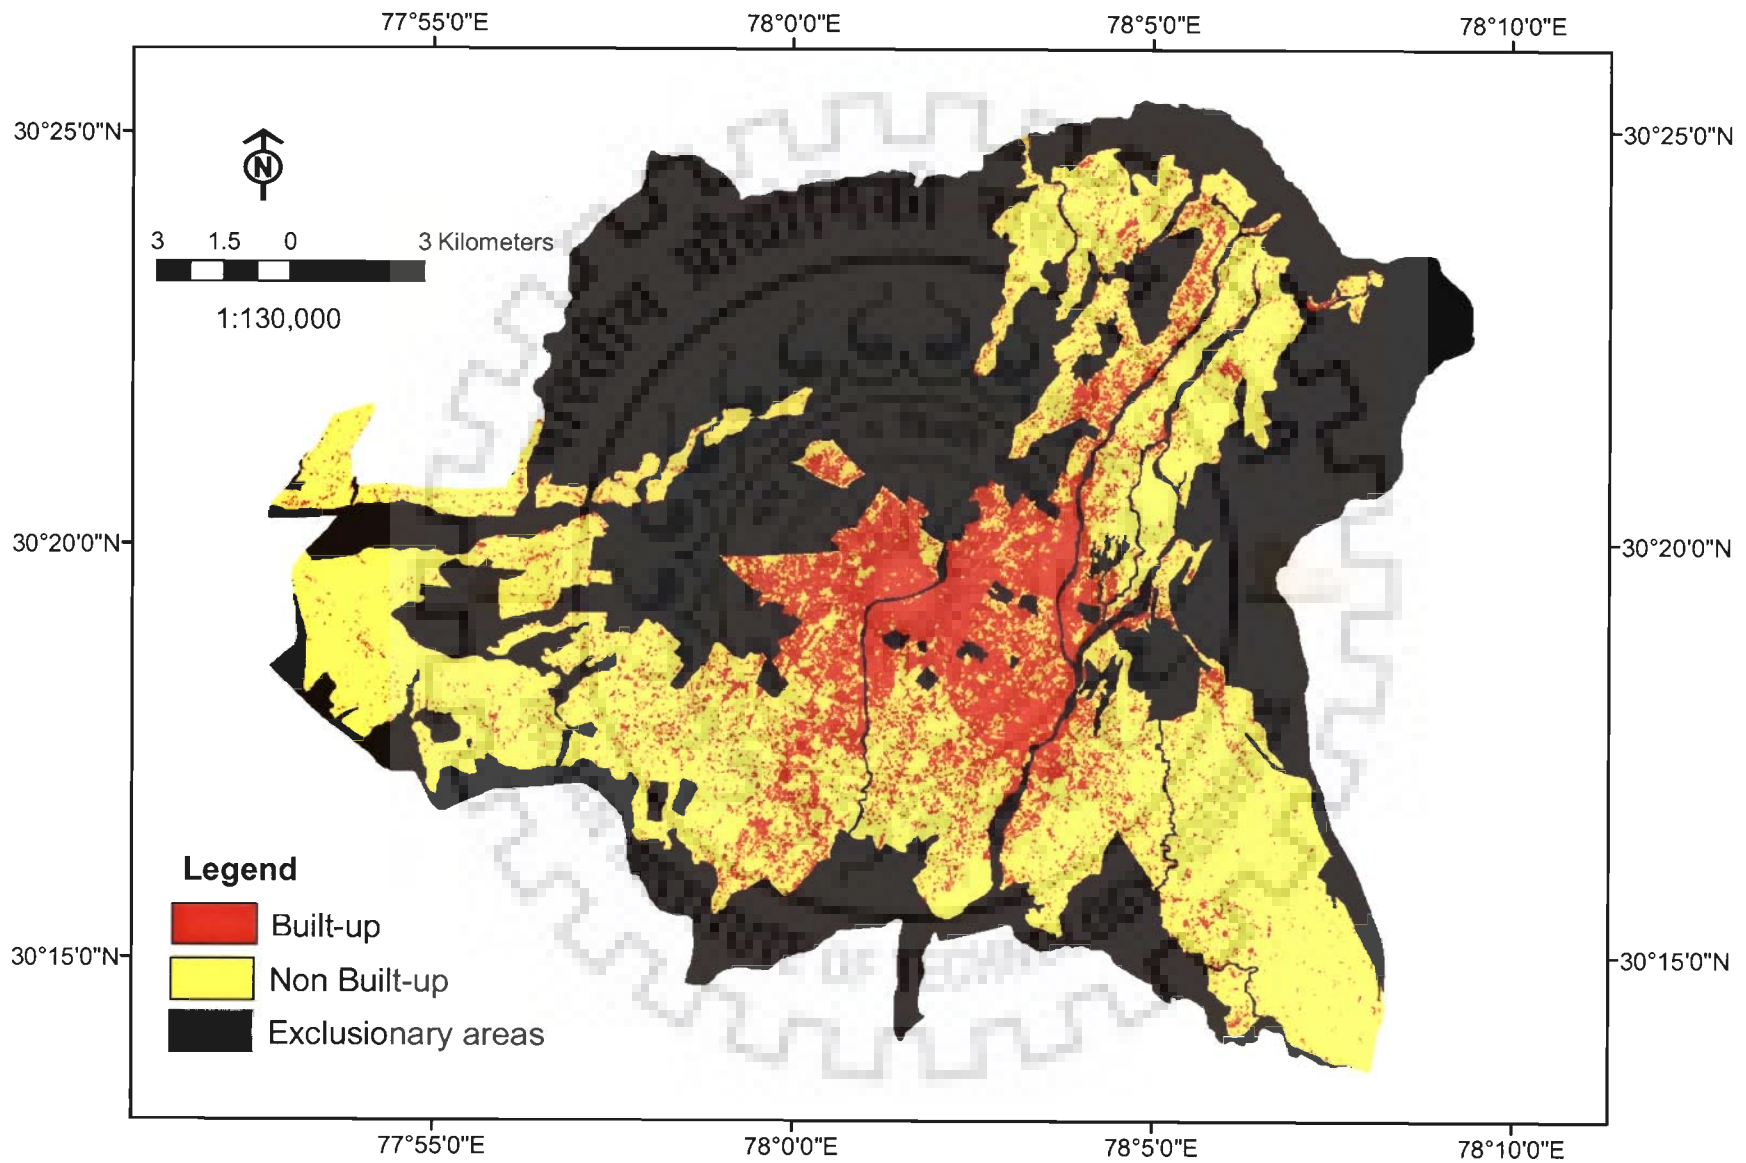 77°55'0"E 78°0'0"E 78°5'0"E 78°10'0"E
30°25'0"N 30°25'0"N
N
3 1.5 0 3 Kilometers
1:130,000
30°20'0"N 30°20'0"N
Legend
Built-up
Non Built-up
Exclusionary areas
30°15'0"N 30°15'0"N
77°55'0"E 78°0'0"E 78°5'0"E 78°10'0"E